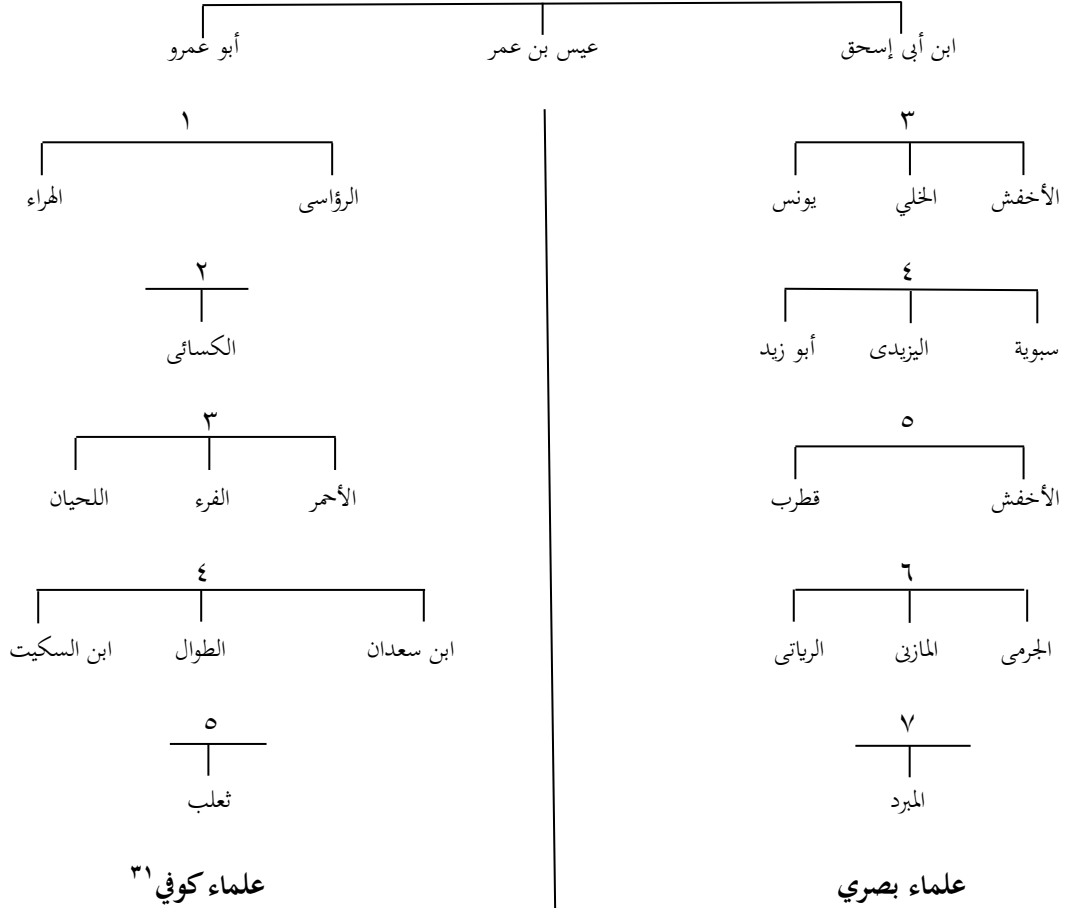 ابن أبى إسحق عيس بن عمر أبو عمرو
٣ ١
الأخفش الخلي يونس الرؤاسى الهراء
٤ ٢
سبوية اليزيدى أبو زيد الكسائى
٥ ٣
الأخفش قطرب الأحمر الفرء اللحيان
٦ ٤
الجرمى المازنى الرياتى ابن سعدان الطوال ابن السكيت
٧ ٥
المبرد ثعلب
علماء بصري علماء كوفي٣١